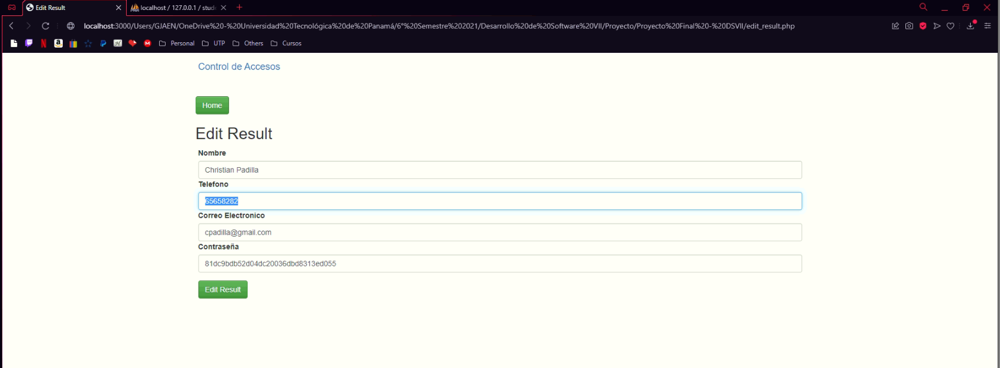 Edit Result
localhost / 127.0.0.1 / stud
localhost:3000/Users/GJAEN/OneDrive%20-%20Universidad%20Tecnológica%20de%20Panamá/6°%20Semestre%202021/Desarrollo%20de%20Software%20VII/Proyecto/Proyecto%20Final%20-%20DSVII/edit_result.php
Personal UTP Others Cursos
Control de Accesos
Home
Edit Result
Nombre
Christian Padilla
Telefono
65658282
Correo Electronico
cpadilla@gmail.com
Contraseña
81dc9bdb52d04dc20036dbd8313ed055
Edit Result